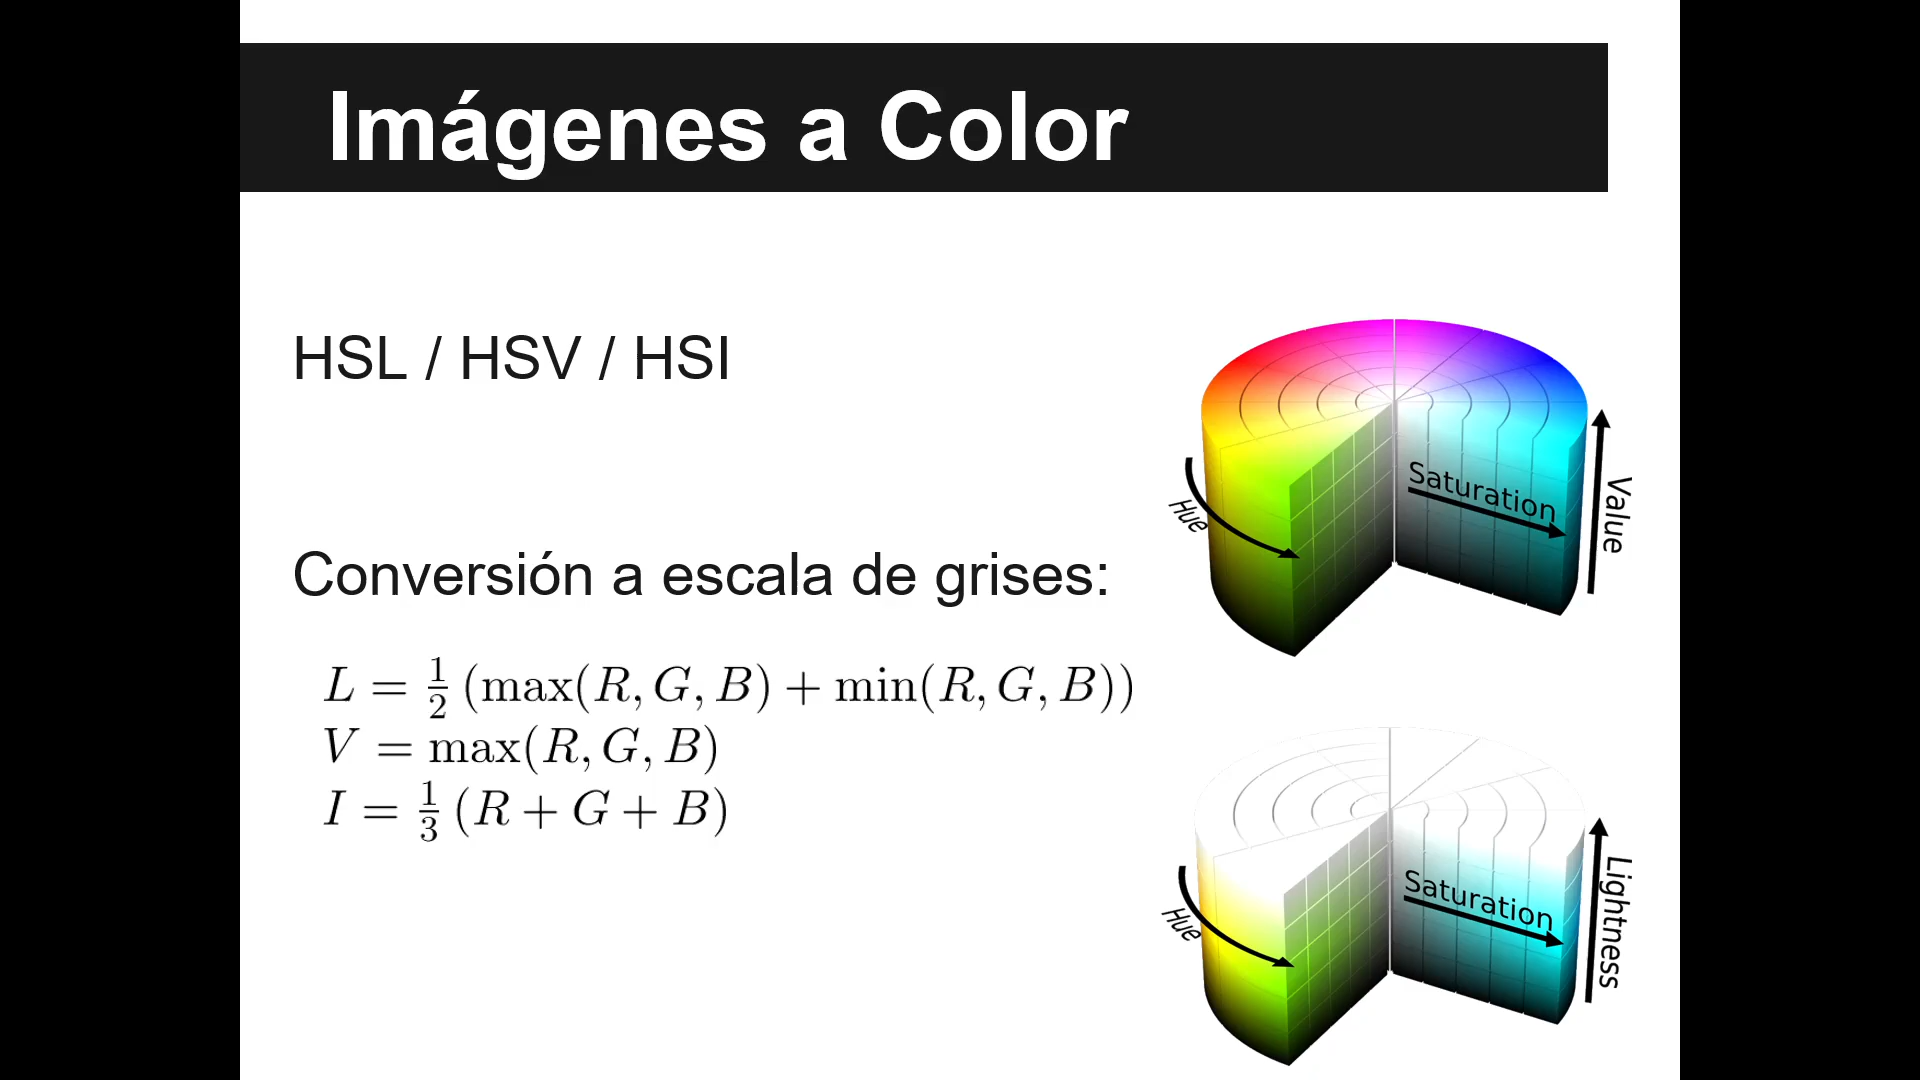 Imágenes a Color
HSL / HSV / HSI
Conversión a escala de grises:
L = 1/2 (max(R, G, B) + min(R, G, B))
V = max(R, G, B)
I = 1/3 (R + G + B)
Hue
Saturation
Value
Hue
Saturation
Lightness